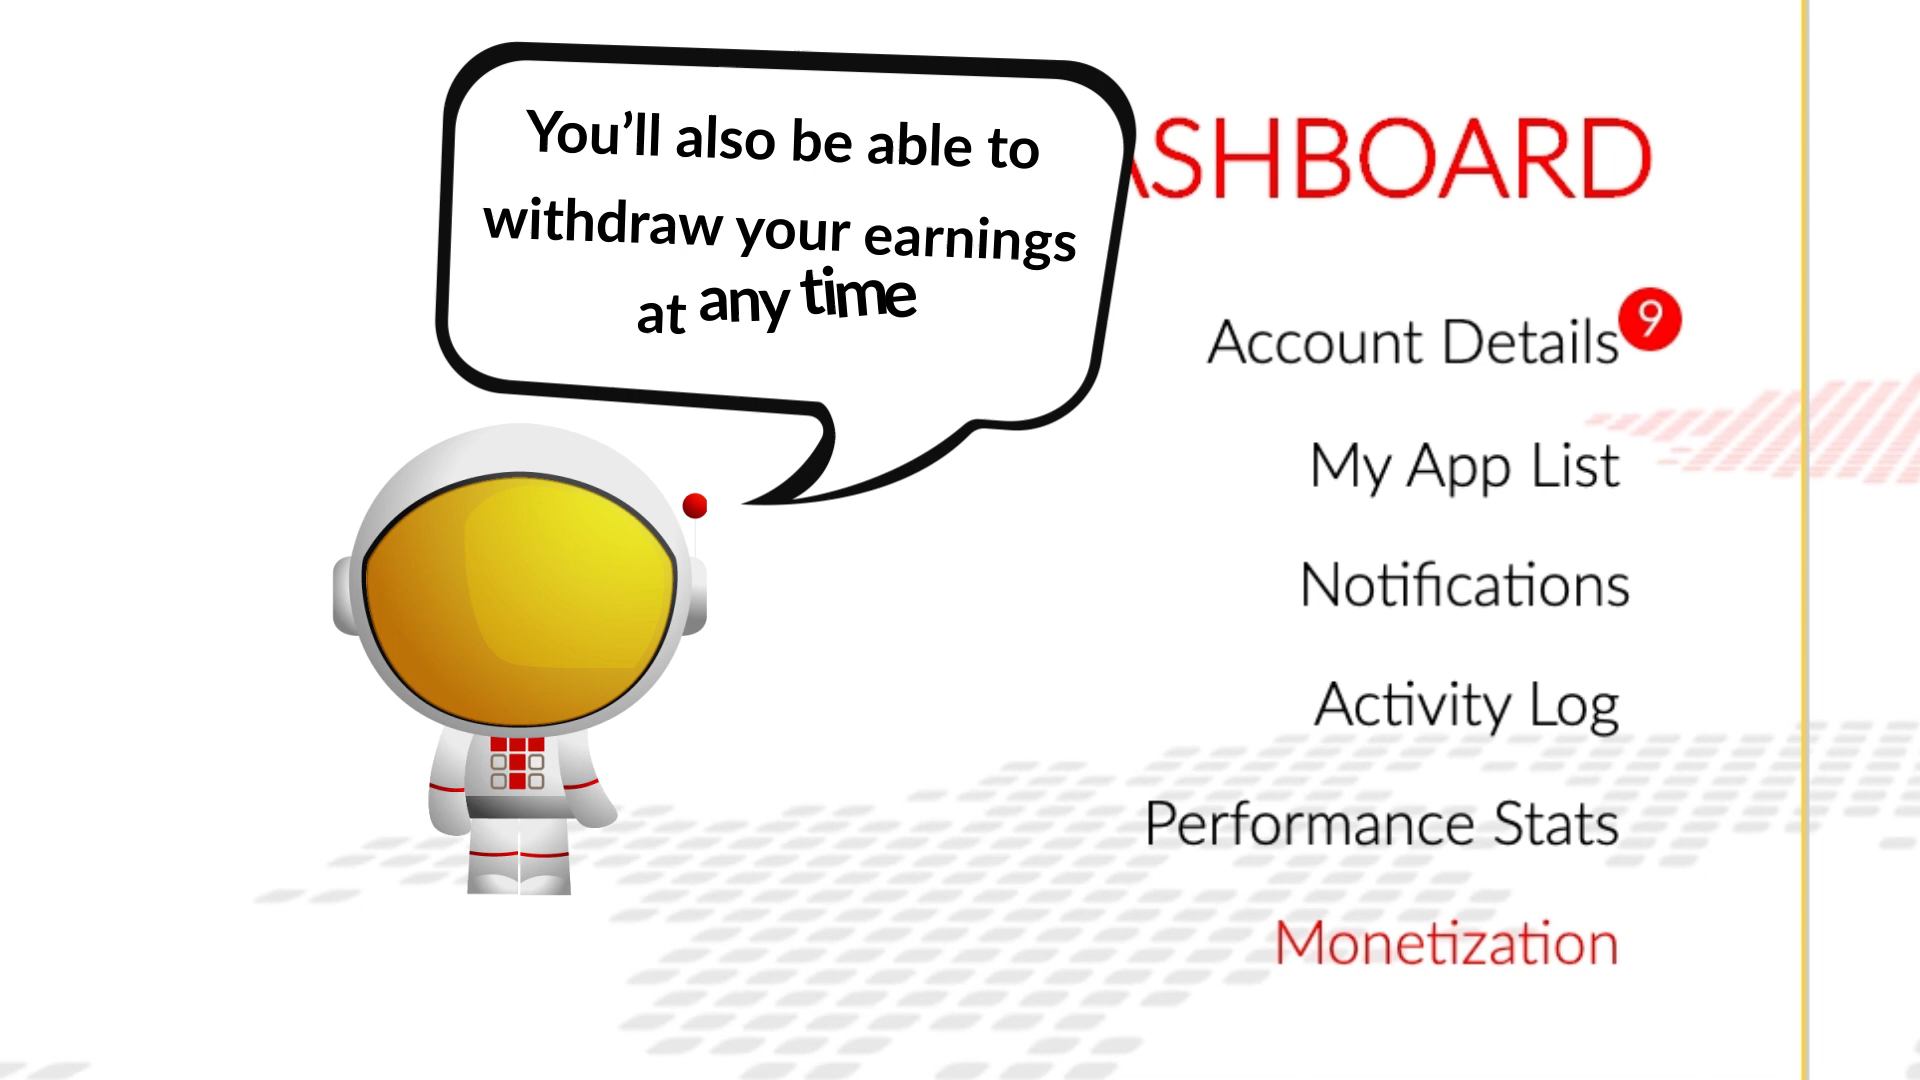 You'll also be able to
withdraw your earnings
at any time
ASHBOARD
Account Details 9
My App List
Notifications
Activity Log
Performance Stats
Monetization